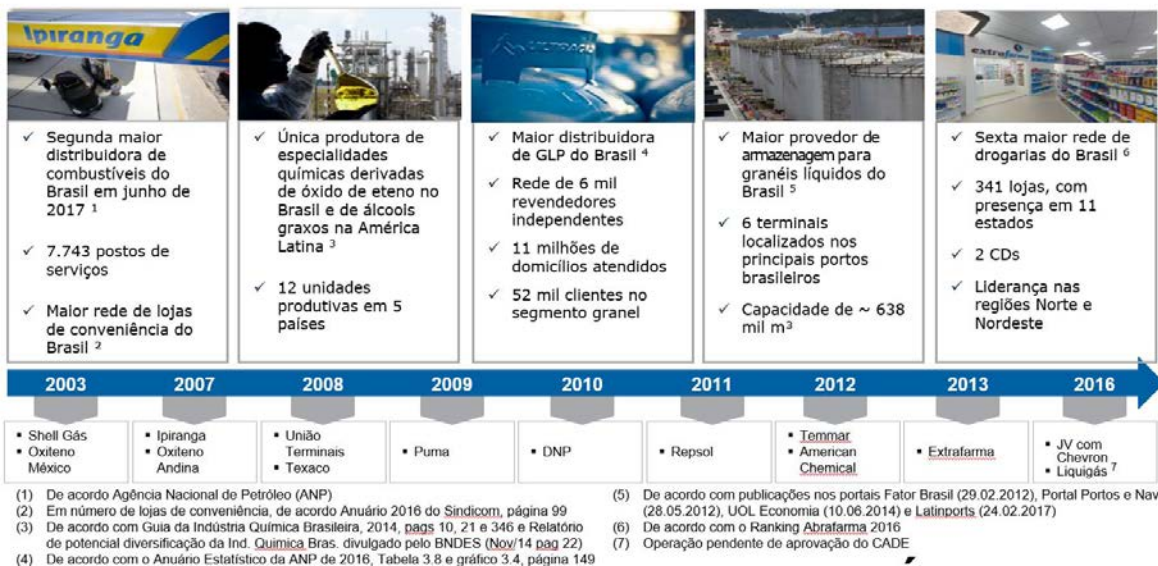 Ipiranga
ULTRAGAZ
extrafarma
✓ Segunda maior
distribuidora de
combustíveis do
Brasil em junho de
2017 ¹
✓ 7.743 postos de
serviços
✓ Maior rede de lojas
de conveniência do
Brasil ²
✓ Única produtora de
especialidades
químicas derivadas
de óxido de eteno no
Brasil e de álcools
graxos na América
Latina ³
✓ 12 unidades
produtivas em 5
países
✓ Maior distribuidora
de GLP do Brasil ⁴
✓ Rede de 6 mil
revendedores
independentes
✓ 11 milhões de
domicílios atendidos
✓ 52 mil clientes no
segmento granel
✓ Maior provedor de
armazenagem para
granéis líquidos do
Brasil ⁵
✓ 6 terminais
localizados nos
principais portos
brasileiros
✓ Capacidade de ~ 638
mil m³
✓ Sexta maior rede de
drogarias do Brasil ⁶
✓ 341 lojas, com
presença em 11
estados
✓ 2 CDs
✓ Liderança nas
regiões Norte e
Nordeste
2003 2007 2008 2009 2010 2011 2012 2013 2016
▪ Shell Gás
▪ Oxiteno
México
▪ Ipiranga
▪ Oxiteno
Andina
▪ União
Terminais
▪ Texaco
▪ Puma
▪ DNP
▪ Repsol
▪ Temmar
▪ American
Chemical
▪ Extrafarma
▪ JV com
Chevron
▪ Liquigás ⁷
(1) De acordo Agência Nacional de Petróleo (ANP)
(2) Em número de lojas de conveniência, de acordo Anuário 2016 do Sindicom, página 99
(3) De acordo com Guia da Indústria Química Brasileira, 2014, pags 10, 21 e 346 e Relatório
de potencial diversificação da Ind. Quimica Bras. divulgado pelo BNDES (Nov/14 pag 22)
(4) De acordo com o Anuário Estatístico da ANP de 2016, Tabela 3.8 e gráfico 3.4, página 149
(5) De acordo com publicações nos portais Fator Brasil (29.02.2012), Portal Portos e Nav
(28.05.2012), UOL Economia (10.06.2014) e Latinports (24.02.2017)
(6) De acordo com o Ranking Abrafarma 2016
(7) Operação pendente de aprovação do CADE